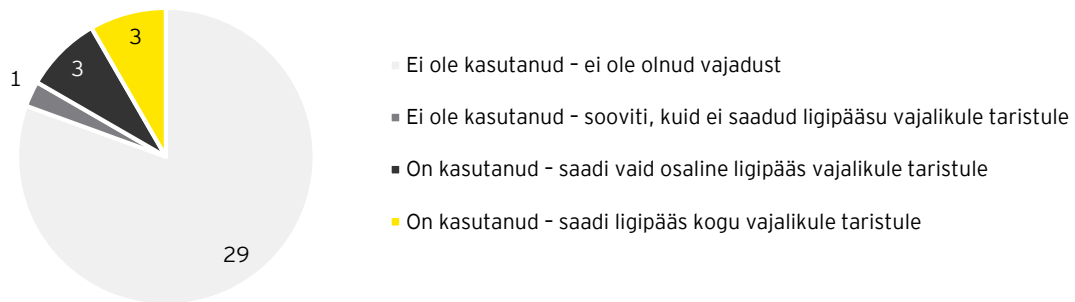 3
3
1
29
Ei ole kasutanud – ei ole olnud vajadust
Ei ole kasutanud – sooviti, kuid ei saadud ligipääsu vajalikule taristule
On kasutanud – saadi vaid osaline ligipääs vajalikule taristule
On kasutanud – saadi ligipääs kogu vajalikule taristule